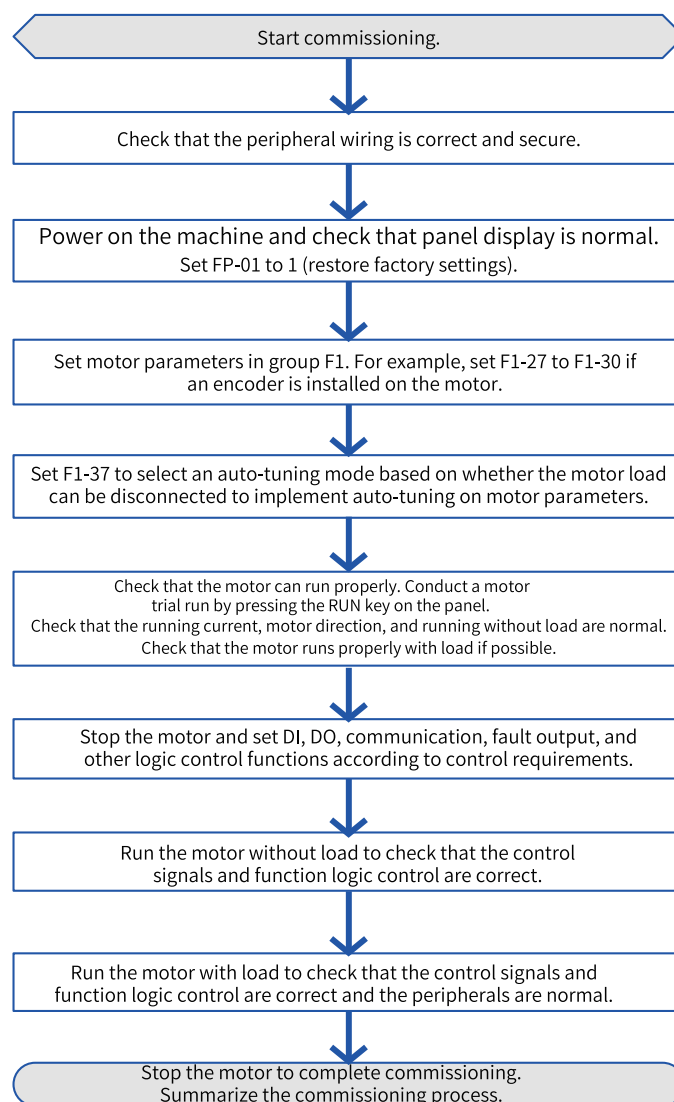 Start commissioning.
Check that the peripheral wiring is correct and secure.
Power on the machine and check that panel display is normal.
Set FP-01 to 1 (restore factory settings).
Set motor parameters in group F1. For example, set F1-27 to F1-30 if
an encoder is installed on the motor.
Set F1-37 to select an auto-tuning mode based on whether the motor load
can be disconnected to implement auto-tuning on motor parameters.
Check that the motor can run properly. Conduct a motor
trial run by pressing the RUN key on the panel.
Check that the running current, motor direction, and running without load are normal.
Check that the motor runs properly with load if possible.
Stop the motor and set DI, DO, communication, fault output, and
other logic control functions according to control requirements.
Run the motor without load to check that the control
signals and function logic control are correct.
Run the motor with load to check that the control signals and
function logic control are correct and the peripherals are normal.
Stop the motor to complete commissioning.
Summarize the commissioning process.